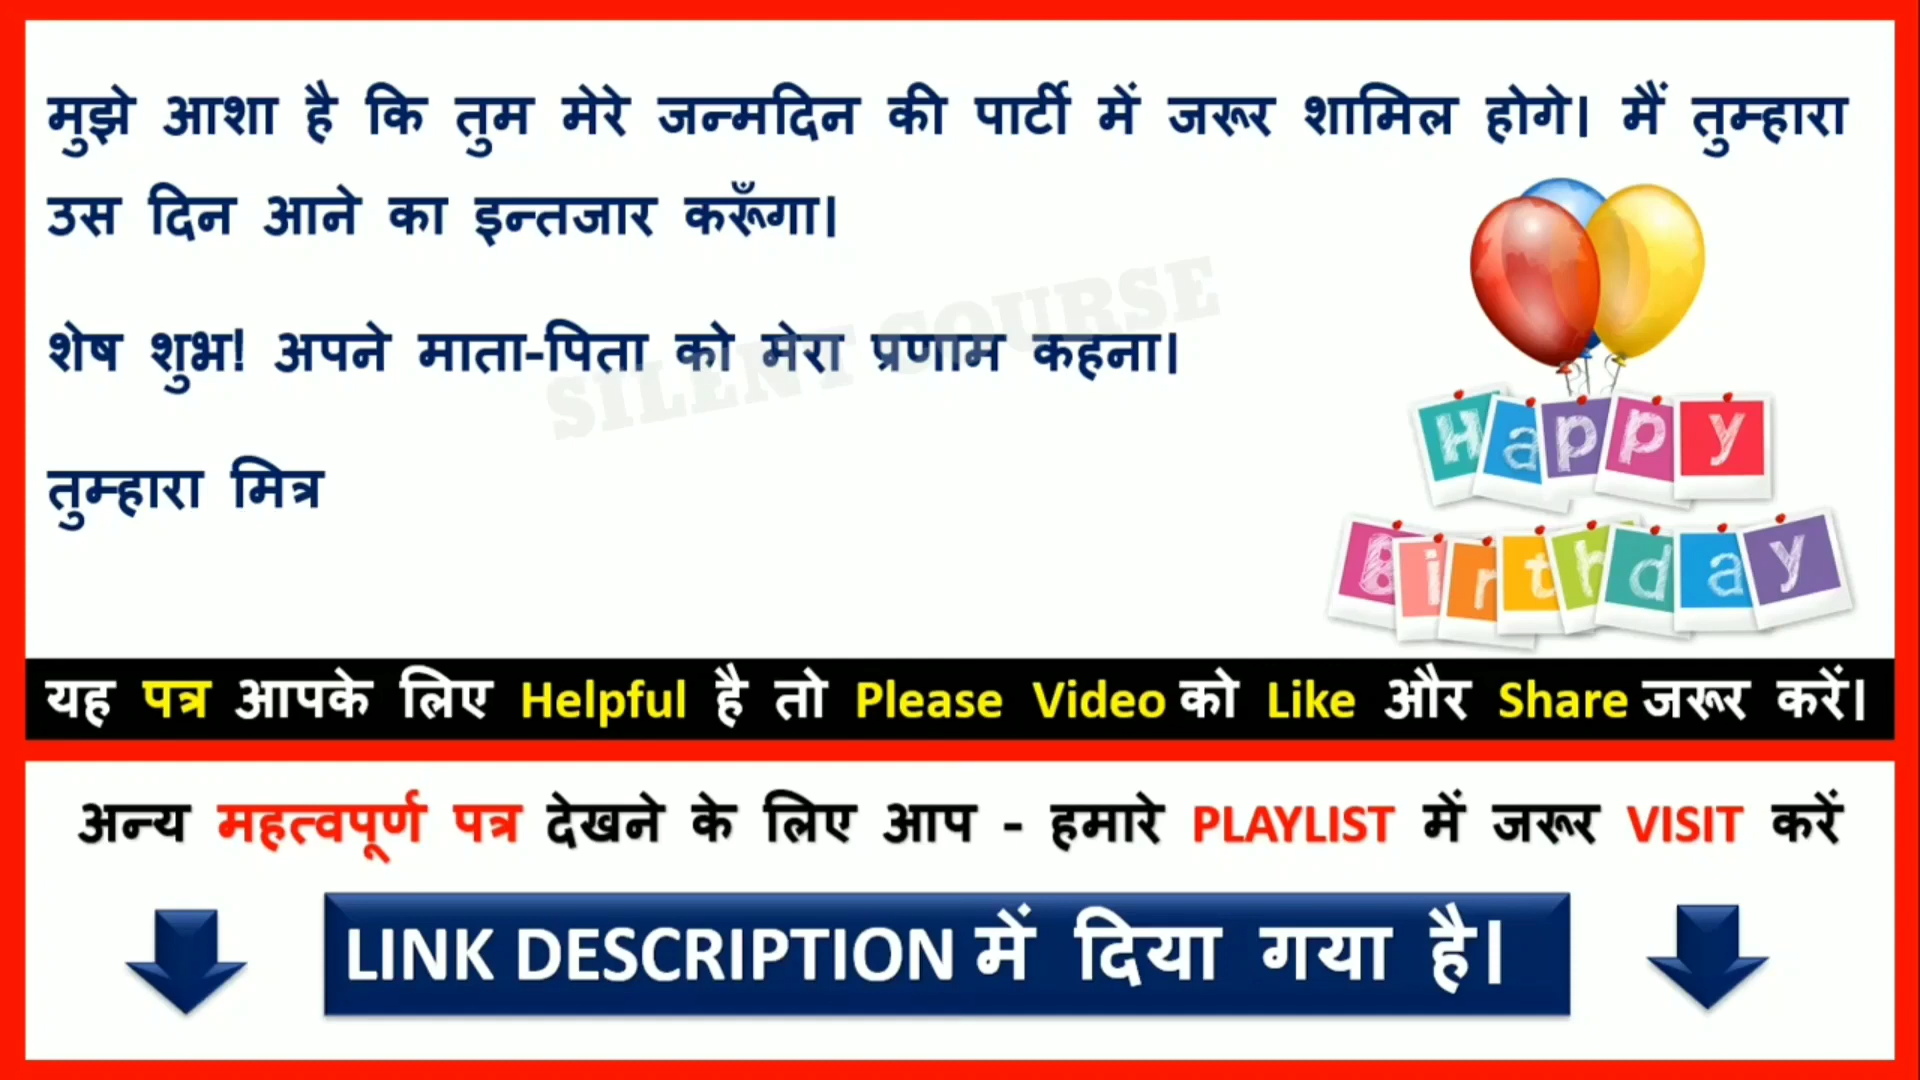 मुझे आशा है कि तुम मेरे जन्मदिन की पार्टी में जरूर शामिल होगे। मैं तुम्हारा
उस दिन आने का इन्तजार करूँगा।
शेष शुभ! अपने माता-पिता को मेरा प्रणाम कहना।
SILENT COURSE
तुम्हारा मित्र
Happy
Birthday
यह पत्र आपके लिए Helpful है तो Please Video को Like और Share जरूर करें।
अन्य महत्वपूर्ण पत्र देखने के लिए आप - हमारे PLAYLIST में जरूर VISIT करें
LINK DESCRIPTION में दिया गया है।